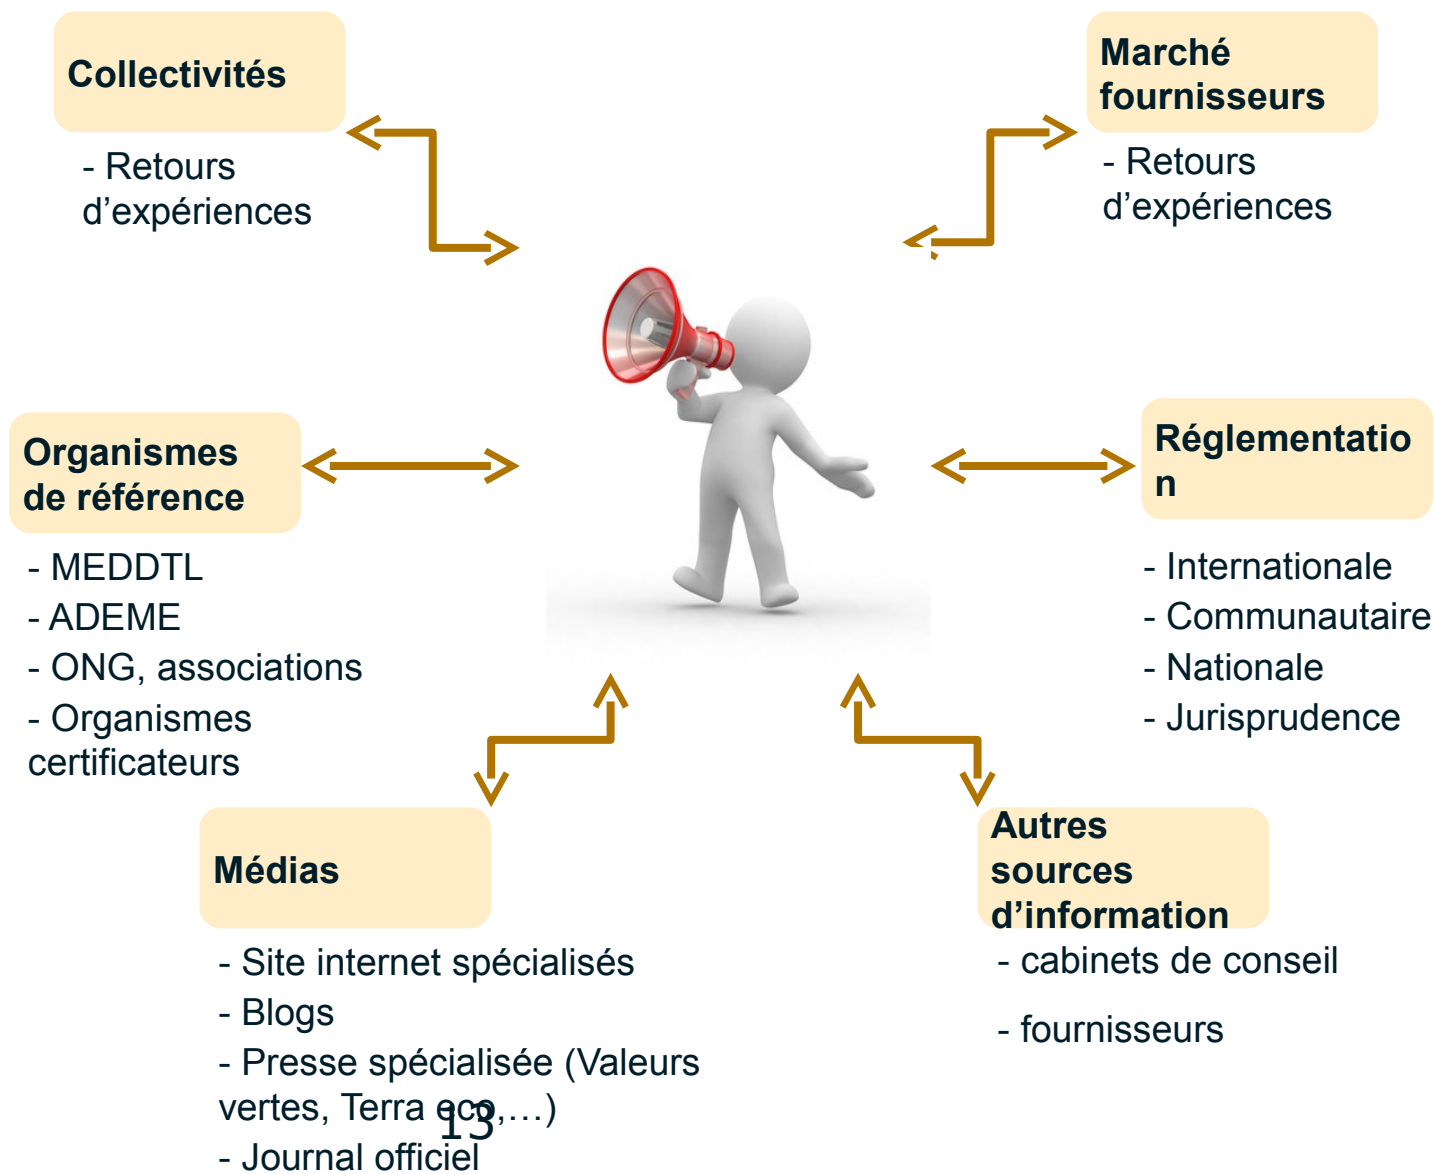 Collectivités
- Retours
d’expériences
Marché
fournisseurs
- Retours
d’expériences
Organismes
de référence
- MEDDTL
- ADEME
- ONG, associations
- Organismes
certificateurs
Réglementatio
n
- Internationale
- Communautaire
- Nationale
- Jurisprudence
Médias
- Site internet spécialisés
- Blogs
- Presse spécialisée (Valeurs
vertes, Terra eco,…)
- Journal officiel
Autres
sources
d’information
- cabinets de conseil
- fournisseurs
13